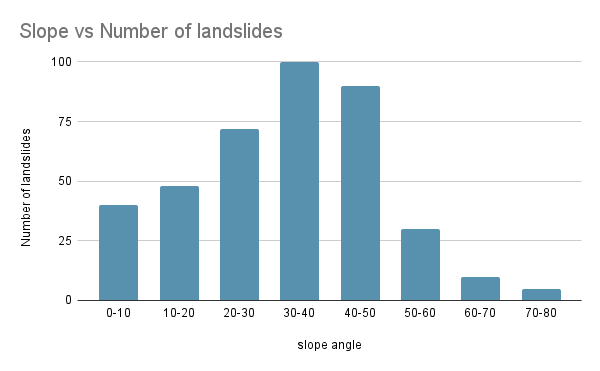 Slope vs Number of landslides
Number of landslides
100
75
50
25
0
0-10 10-20 20-30 30-40 40-50 50-60 60-70 70-80
slope angle